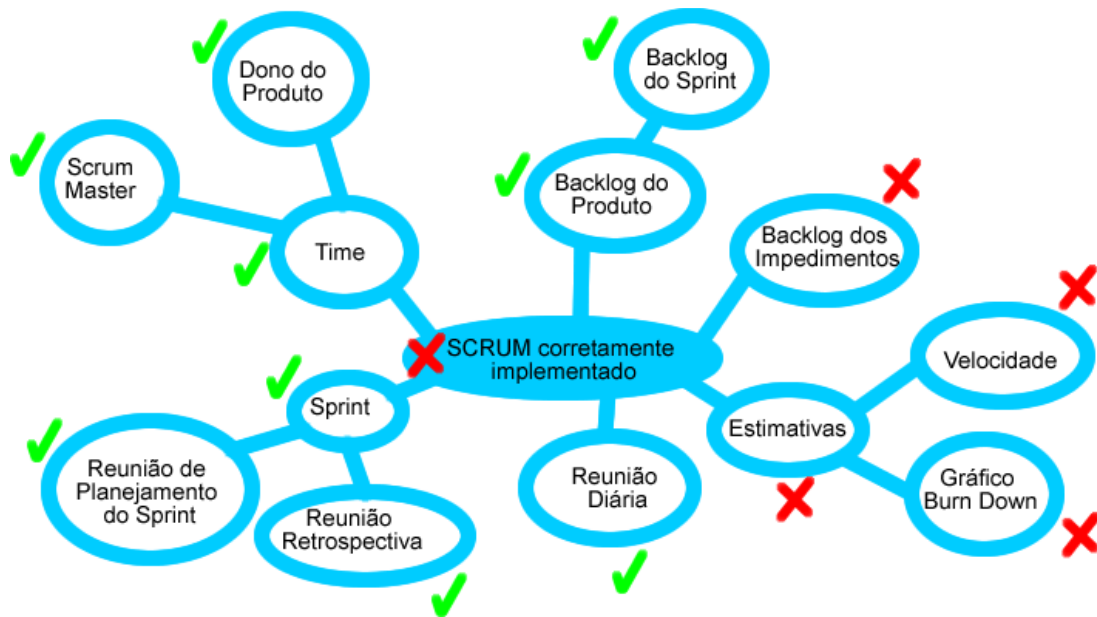 Dono do
Produto
Backlog
do Sprint
Scrum
Master
Backlog do
Produto
Time
Backlog dos
Impedimentos
SCRUM corretamente
implementado
Velocidade
Sprint
Estimativas
Reunião de
Planejamento
do Sprint
Reunião
Retrospectiva
Reunião
Diária
Gráfico
Burn Down